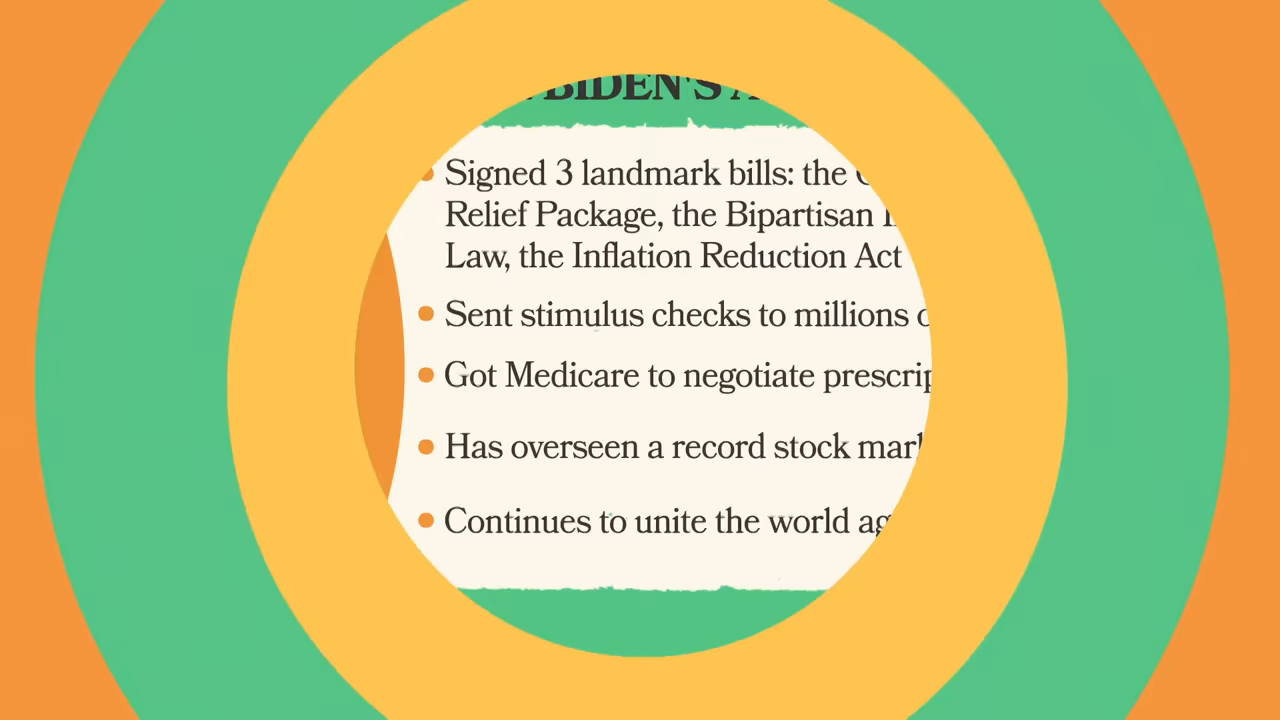 BIDEN'S
Signed 3 landmark bills: the
Relief Package, the Bipartisan
Law, the Inflation Reduction Act
Sent stimulus checks to millions
Got Medicare to negotiate
Has overseen a record stock
Continues to unite the world